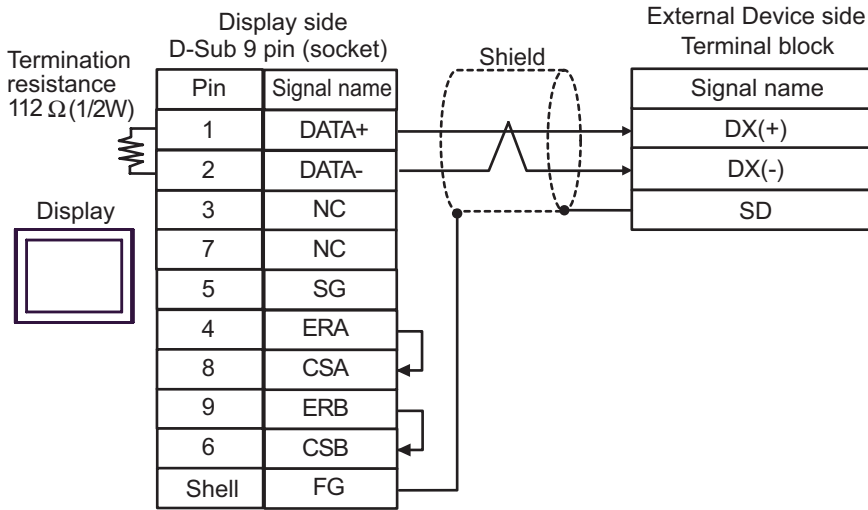 Display side
D-Sub 9 pin (socket)
Termination
resistance
112 Ω (1/2W)
Display
Pin Signal name
1 DATA+
2 DATA-
3 NC
7 NC
5 SG
4 ERA
8 CSA
9 ERB
6 CSB
Shell FG
Shield
External Device side
Terminal block
Signal name
DX(+)
DX(-)
SD